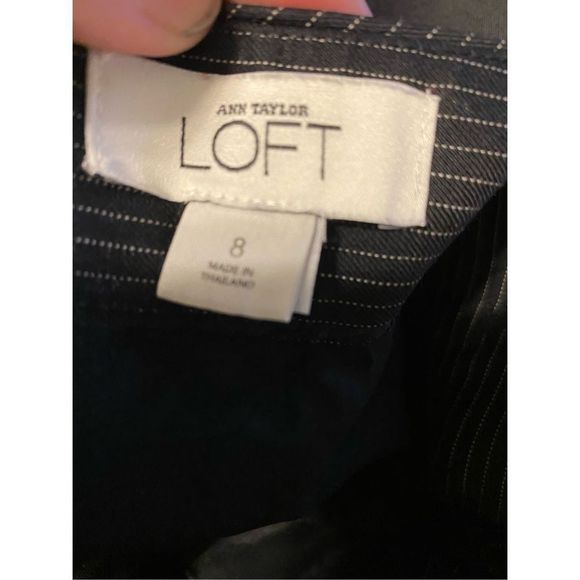 ANN TAYLOR
LOFT
8
MADE IN
THAILAND